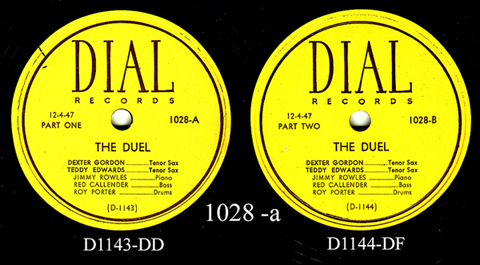 DIAL
RECORDS
12-4-47
PART ONE
1028-A
THE DUEL
DEXTER GORDON..........Tenor Sax
TEDDY EDWARDS..........Tenor Sax
JIMMY ROWLES ..........Piano
RED CALLENDER..........Bass
ROY PORTER ..........Drums
(D-1143)
DIAL
RECORDS
12-4-47
PART TWO
1028-B
THE DUEL
DEXTER GORDON..........Tenor Sax
TEDDY EDWARDS..........Tenor Sax
JIMMY ROWLES ..........Piano
RED CALLENDER..........Bass
ROY PORTER ..........Drums
(D-1144)
1028 -a
D1143-DD
D1144-DF